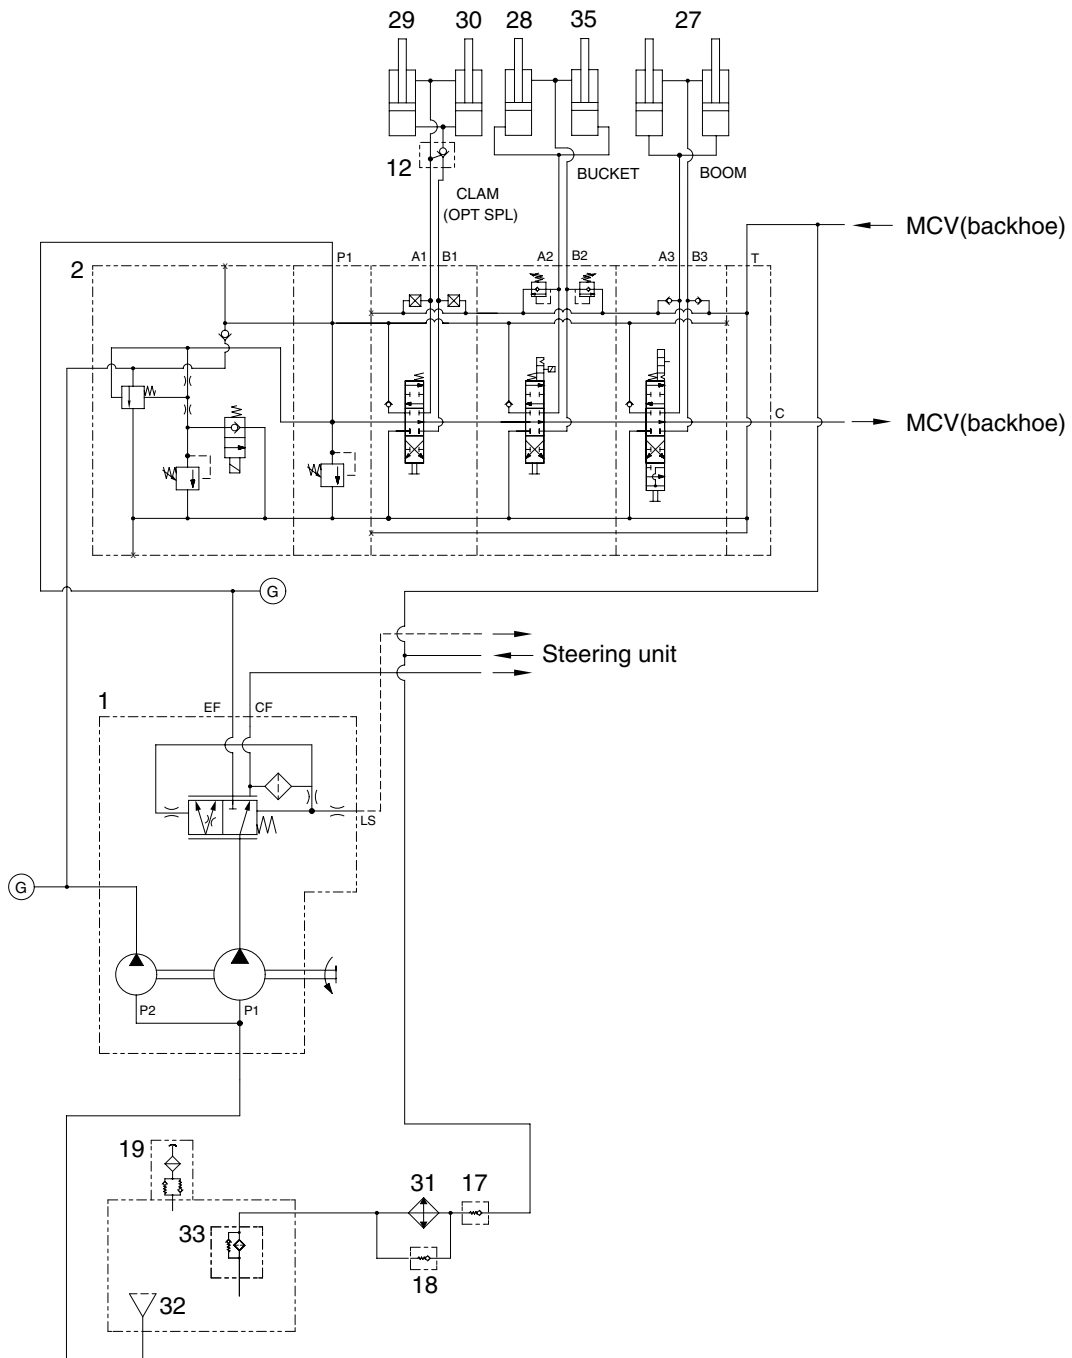 29 30 28 35 27
12
BUCKET
BOOM
CLAM
(OPT SPL)
MCV(backhoe)
2
P1 A1 B1 A2 B2 A3 B3 T
C
MCV(backhoe)
G
Steering unit
1
EF CF
LS
G
P2 P1
19
31 17
33
18
32